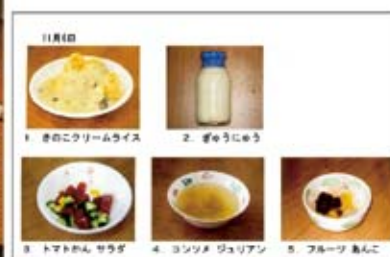 11月6日
1. きのこクリームライス
2. ぎゅうにゅう
3. トマトかん サラダ
4. コンソメ ジュリアン
5. フルーツ あんこ